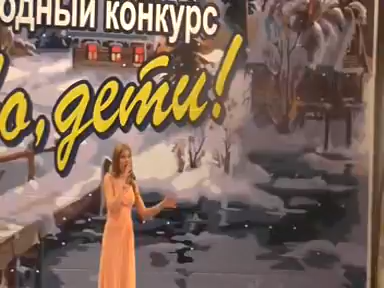 одный конкурс
о, дети!